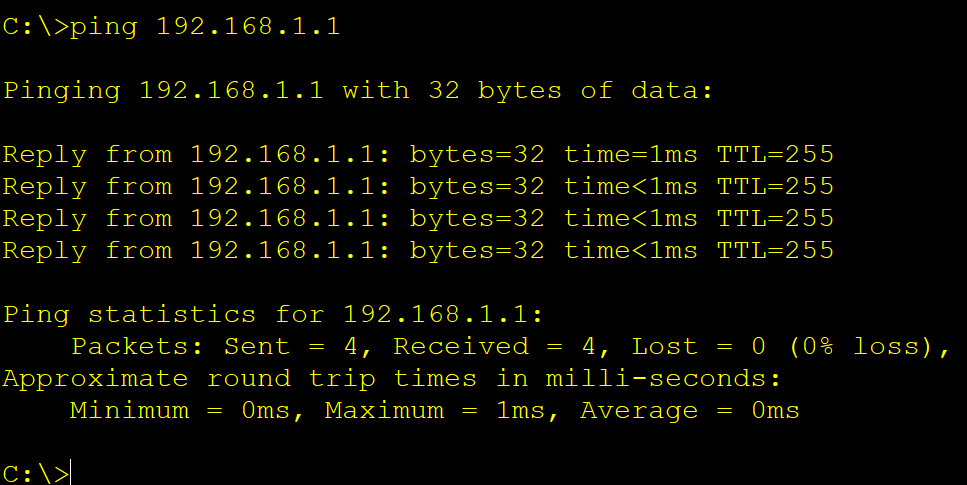 C:\>ping 192.168.1.1
Pinging 192.168.1.1 with 32 bytes of data:
Reply from 192.168.1.1: bytes=32 time=1ms TTL=255
Reply from 192.168.1.1: bytes=32 time<1ms TTL=255
Reply from 192.168.1.1: bytes=32 time<1ms TTL=255
Reply from 192.168.1.1: bytes=32 time<1ms TTL=255
Ping statistics for 192.168.1.1:
    Packets: Sent = 4, Received = 4, Lost = 0 (0% loss),
Approximate round trip times in milli-seconds:
    Minimum = 0ms, Maximum = 1ms, Average = 0ms
C:\>